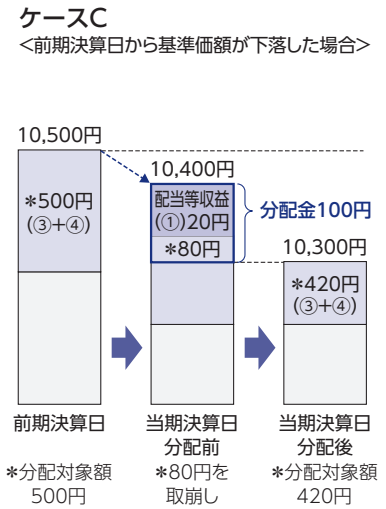 ケースC
<前期決算日から基準価額が下落した場合>
10,500円
10,400円
*500円
(③+④)
配当等収益
(①)20円
*80円
分配金100円
10,300円
*420円
(③+④)
前期決算日
当期決算日
分配前
当期決算日
分配後
*分配対象額
500円
*80円を
取崩し
*分配対象額
420円